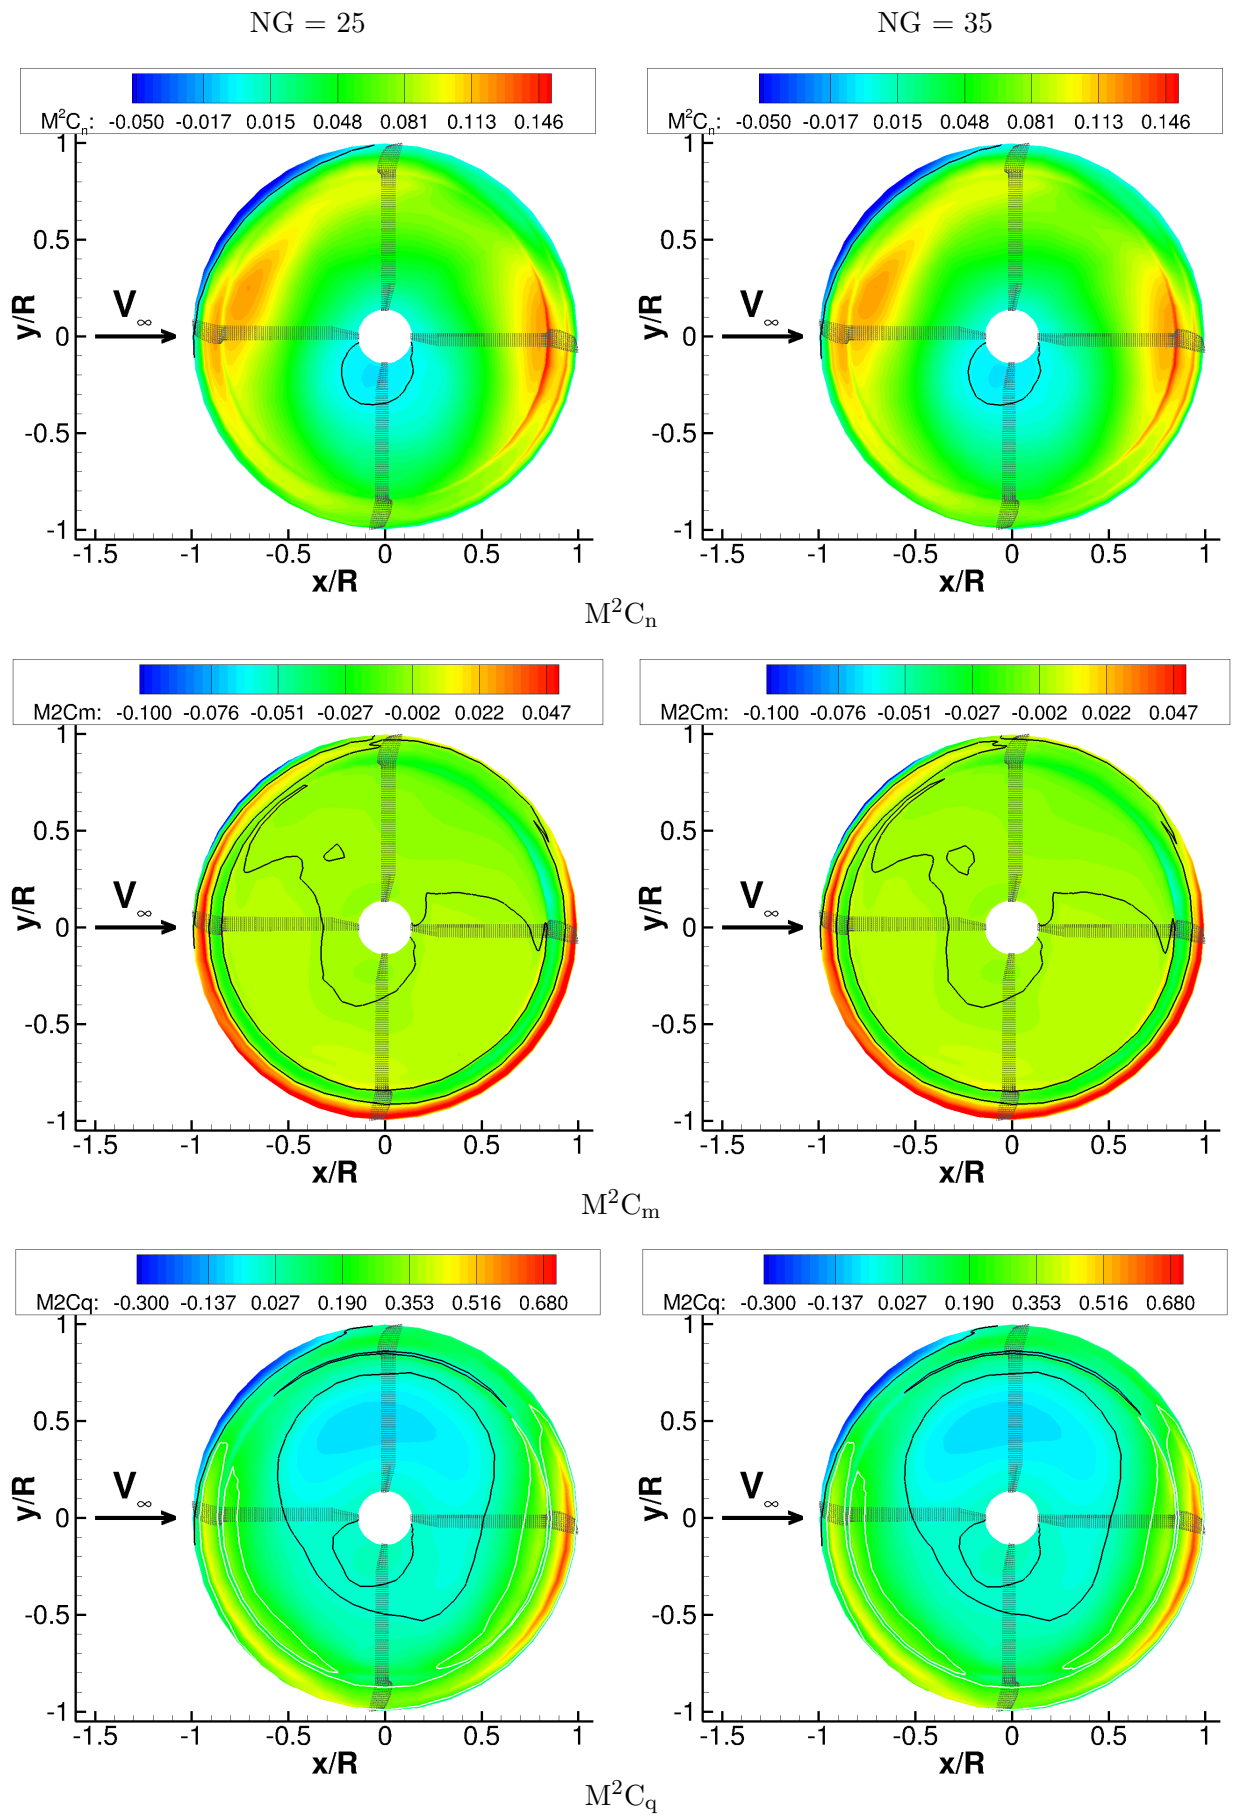 NG = 25 NG = 35
M²Cₙ: -0.050 -0.017 0.015 0.048 0.081 0.113 0.146
M²Cₙ: -0.050 -0.017 0.015 0.048 0.081 0.113 0.146
1
0.5
0
-0.5
-1
y/R
V∞
-1.5 -1 -0.5 0 0.5 1
x/R
1
0.5
0
-0.5
-1
y/R
V∞
-1.5 -1 -0.5 0 0.5 1
x/R
M²Cₙ
M2Cm: -0.100 -0.076 -0.051 -0.027 -0.002 0.022 0.047
M2Cm: -0.100 -0.076 -0.051 -0.027 -0.002 0.022 0.047
1
0.5
0
-0.5
-1
y/R
V∞
-1.5 -1 -0.5 0 0.5 1
x/R
1
0.5
0
-0.5
-1
y/R
V∞
-1.5 -1 -0.5 0 0.5 1
x/R
M²Cₘ
M2Cq: -0.300 -0.137 0.027 0.190 0.353 0.516 0.680
M2Cq: -0.300 -0.137 0.027 0.190 0.353 0.516 0.680
1
0.5
0
-0.5
-1
y/R
V∞
-1.5 -1 -0.5 0 0.5 1
x/R
1
0.5
0
-0.5
-1
y/R
V∞
-1.5 -1 -0.5 0 0.5 1
x/R
M²C_q